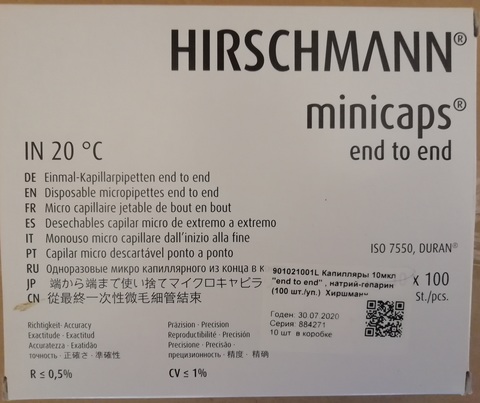 HIRSCHMANN®
minicaps®
end to end
IN 20 °C
DE Einmal-Kapillarpipetten end to end
EN Disposable micropipettes end to end
FR Micro capillaire jetable de bout en bout
ES Desechables capilar micro de extremo a extremo
IT Monouso micro capillare dall'inizio alla fine
PT Capilar micro descartável ponto a ponto
RU Одноразовые микро капиллярного из конца в к
JP 端から端まで使い捨てマイクロキャピラ
CN 從最終一次性微毛細管結束
ISO 7550, DURAN®
x 100
St./pcs.
901021001L Капилляры 10мкл
"end to end" , натрий-гепарин
(100 шт./уп.) Хиршманн
Годен: 30.07.2020
Серия: 884271
10 шт в коробке
Richtigkeit · Accuracy
Exactitude · Exactitud
Accuratezza · Exatidão
точность · 正確さ · 準確性
R ≤ 0,5%
Präzision · Precision
Reproductibilité · Precisión
Precisione · Precisão ·
прецизионность · 精度 · 精确
CV ≤ 1%